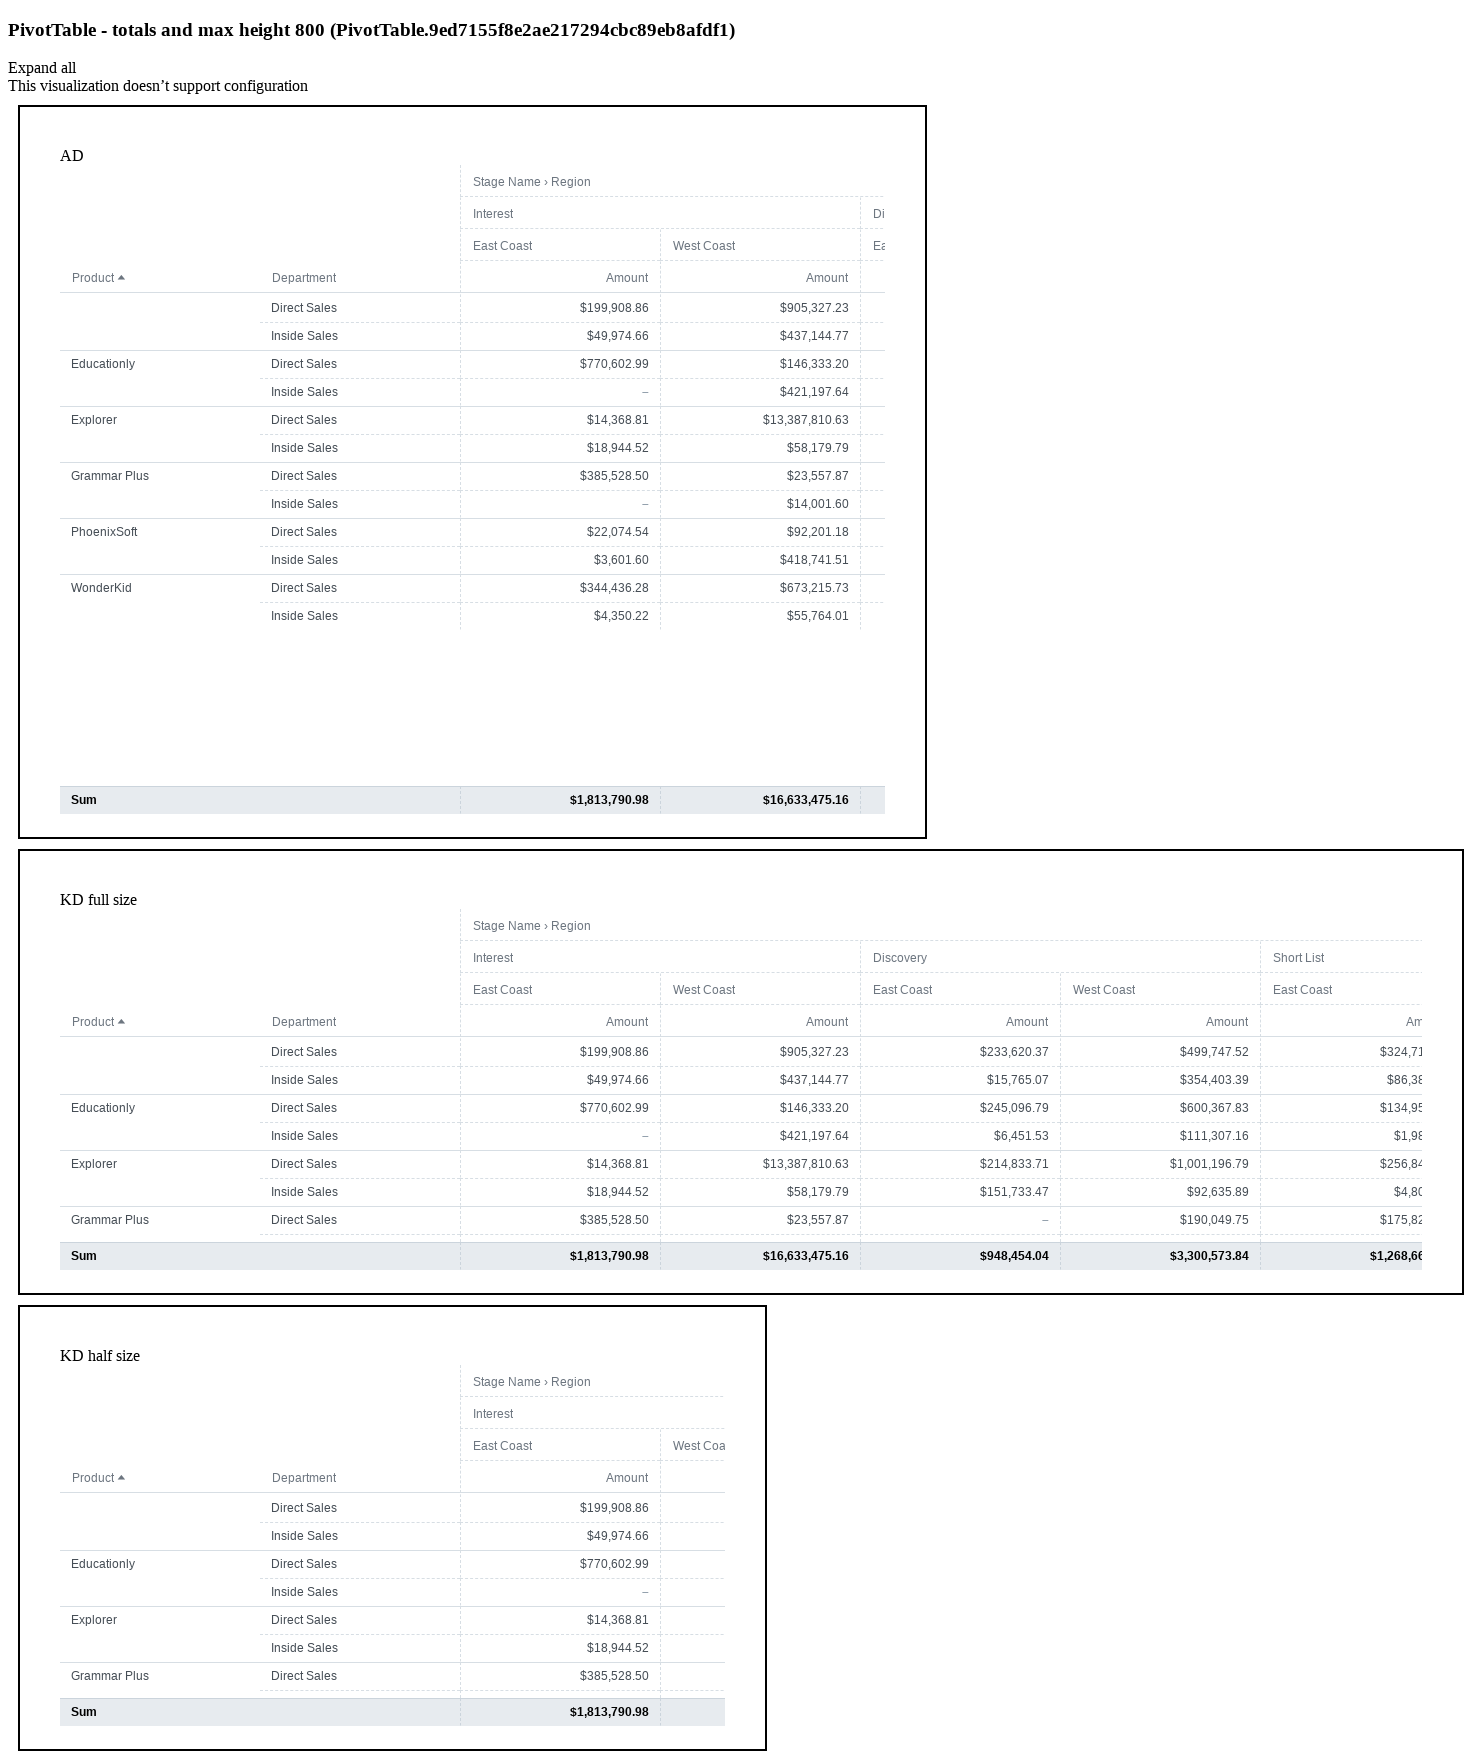 PivotTable - totals and max height 800 (PivotTable.9ed7155f8e2ae217294cbc89eb8afdf1)
Expand all
This visualization doesn’t support configuration
AD
Stage Name › Region
Interest Di
East Coast West Coast Ea
Product Department Amount Amount
Direct Sales $199,908.86 $905,327.23
Inside Sales $49,974.66 $437,144.77
Educationly Direct Sales $770,602.99 $146,333.20
Inside Sales – $421,197.64
Explorer Direct Sales $14,368.81 $13,387,810.63
Inside Sales $18,944.52 $58,179.79
Grammar Plus Direct Sales $385,528.50 $23,557.87
Inside Sales – $14,001.60
PhoenixSoft Direct Sales $22,074.54 $92,201.18
Inside Sales $3,601.60 $418,741.51
WonderKid Direct Sales $344,436.28 $673,215.73
Inside Sales $4,350.22 $55,764.01
Sum $1,813,790.98 $16,633,475.16
KD full size
Stage Name › Region
Interest Discovery Short List
East Coast West Coast East Coast West Coast East Coast
Product Department Amount Amount Amount Amount Am
Direct Sales $199,908.86 $905,327.23 $233,620.37 $499,747.52 $324,71
Inside Sales $49,974.66 $437,144.77 $15,765.07 $354,403.39 $86,38
Educationly Direct Sales $770,602.99 $146,333.20 $245,096.79 $600,367.83 $134,95
Inside Sales – $421,197.64 $6,451.53 $111,307.16 $1,98
Explorer Direct Sales $14,368.81 $13,387,810.63 $214,833.71 $1,001,196.79 $256,84
Inside Sales $18,944.52 $58,179.79 $151,733.47 $92,635.89 $4,80
Grammar Plus Direct Sales $385,528.50 $23,557.87 – $190,049.75 $175,82
Sum $1,813,790.98 $16,633,475.16 $948,454.04 $3,300,573.84 $1,268,66
KD half size
Stage Name › Region
Interest
East Coast West Coa
Product Department Amount
Direct Sales $199,908.86
Inside Sales $49,974.66
Educationly Direct Sales $770,602.99
Inside Sales –
Explorer Direct Sales $14,368.81
Inside Sales $18,944.52
Grammar Plus Direct Sales $385,528.50
Sum $1,813,790.98